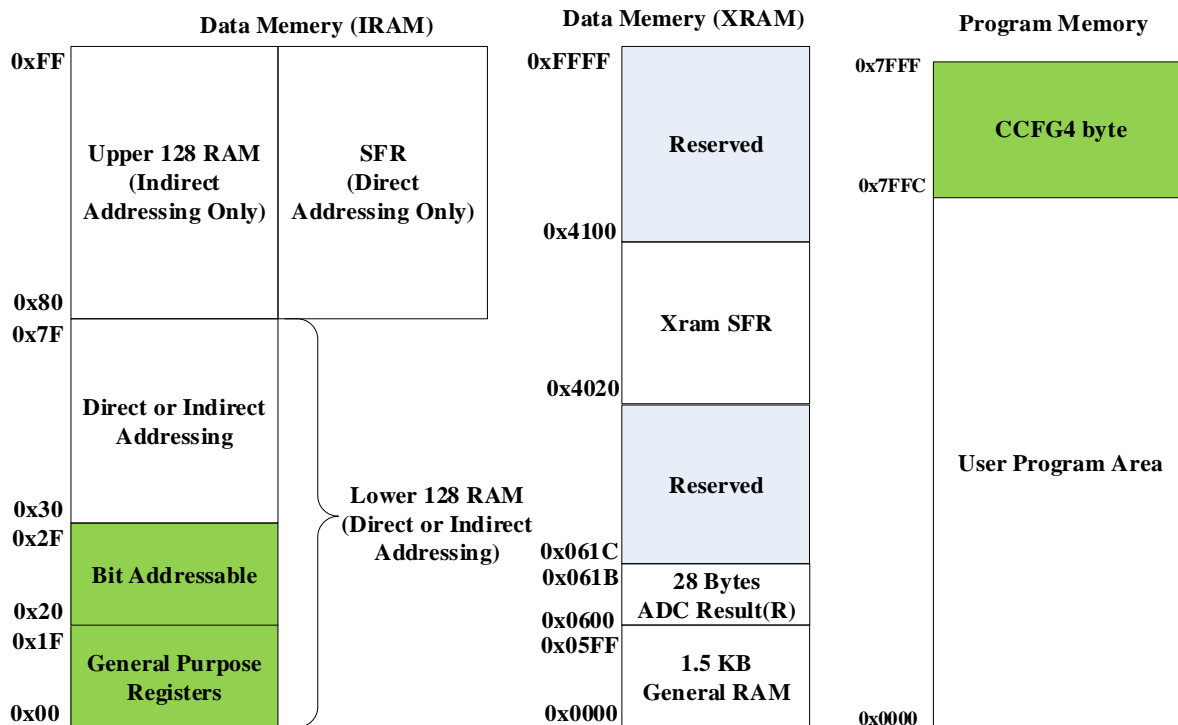 Data Memery (IRAM)
0xFF
Upper 128 RAM
(Indirect
Addressing Only)
SFR
(Direct
Addressing Only)
0x80
0x7F
Direct or Indirect
Addressing
0x30
0x2F
Bit Addressable
0x20
0x1F
General Purpose
Registers
0x00
Lower 128 RAM
(Direct or Indirect
Addressing)
Data Memery (XRAM)
0xFFFF
Reserved
0x4100
Xram SFR
0x4020
Reserved
0x061C
0x061B
28 Bytes
ADC Result(R)
0x0600
0x05FF
1.5 KB
General RAM
0x0000
Program Memory
0x7FFF
CCFG4 byte
0x7FFC
User Program Area
0x0000